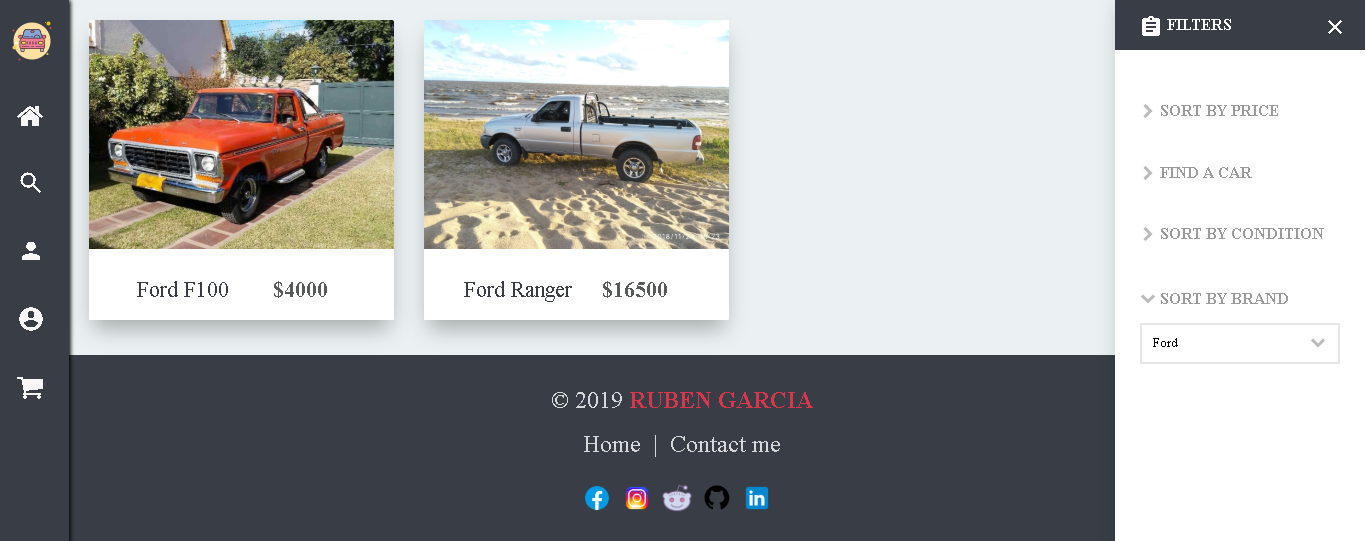 Ford F100 $4000
Ford Ranger $16500
© 2019 RUBEN GARCIA
Home | Contact me
FILTERS
SORT BY PRICE
FIND A CAR
SORT BY CONDITION
SORT BY BRAND
Ford